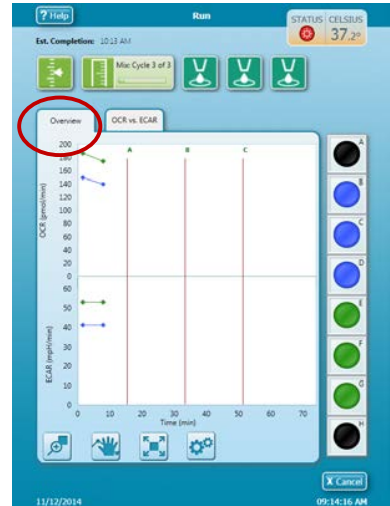 ? Help
Run
STATUS
CELSIUS
37.2°
Est. Completion: 10:13 AM
Mix: Cycle 3 of 3
Overview
OCR vs. ECAR
200
180
160
140
120
100
80
60
40
20
0
OCR (pmol/min)
A
B
C
60
50
40
30
20
10
0
ECAR (mpH/min)
0 10 20 30 40 50 60 70
Time (min)
A
B
C
D
E
F
G
H
X Cancel
11/12/2014
09:14:16 AM